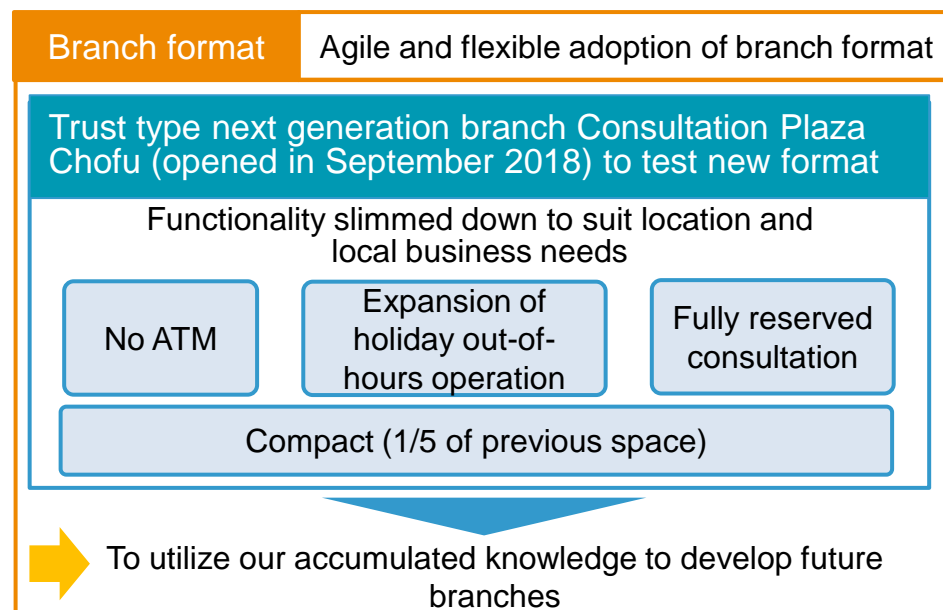 Branch format
Agile and flexible adoption of branch format
Trust type next generation branch Consultation Plaza
Chofu (opened in September 2018) to test new format
Functionality slimmed down to suit location and
local business needs
No ATM
Expansion of
holiday out-of-
hours operation
Fully reserved
consultation
Compact (1/5 of previous space)
To utilize our accumulated knowledge to develop future
branches